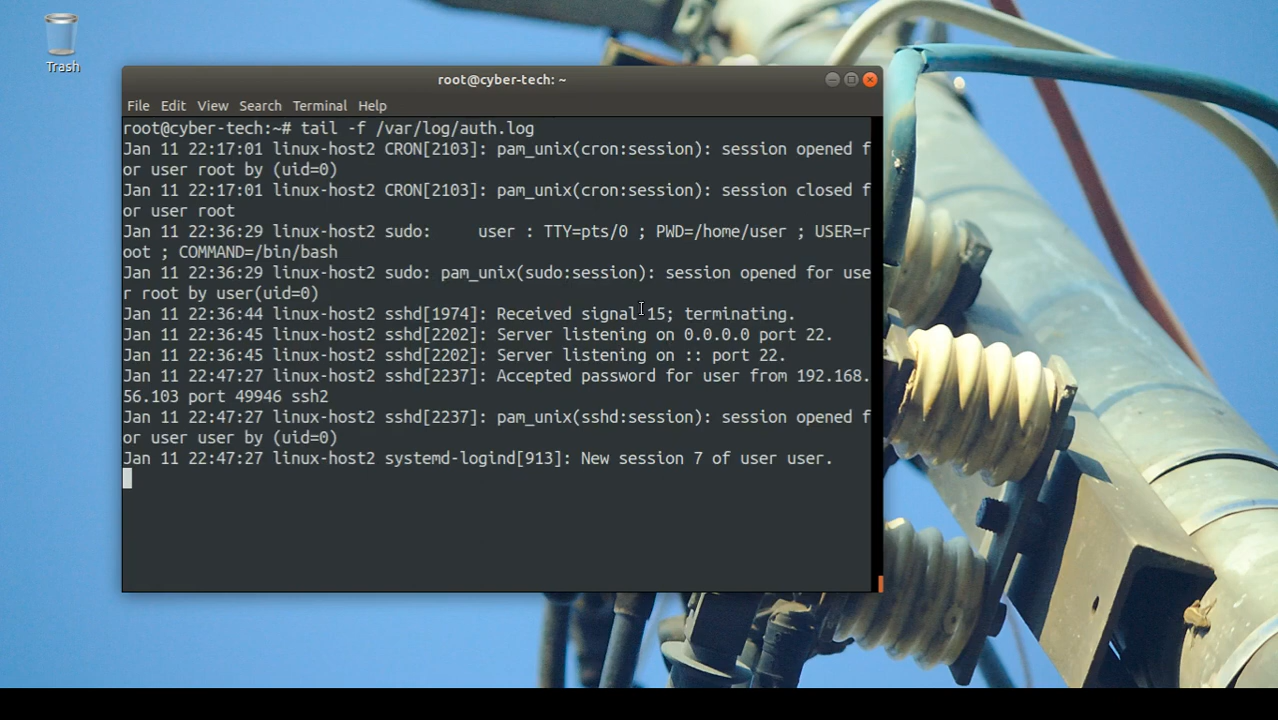 Trash
root@cyber-tech: ~
File Edit View Search Terminal Help
root@cyber-tech:~# tail -f /var/log/auth.log
Jan 11 22:17:01 linux-host2 CRON[2103]: pam_unix(cron:session): session opened f
or user root by (uid=0)
Jan 11 22:17:01 linux-host2 CRON[2103]: pam_unix(cron:session): session closed f
or user root
Jan 11 22:36:29 linux-host2 sudo:     user : TTY=pts/0 ; PWD=/home/user ; USER=r
oot ; COMMAND=/bin/bash
Jan 11 22:36:29 linux-host2 sudo: pam_unix(sudo:session): session opened for use
r root by user(uid=0)
Jan 11 22:36:44 linux-host2 sshd[1974]: Received signal 15; terminating.
Jan 11 22:36:45 linux-host2 sshd[2202]: Server listening on 0.0.0.0 port 22.
Jan 11 22:36:45 linux-host2 sshd[2202]: Server listening on :: port 22.
Jan 11 22:47:27 linux-host2 sshd[2237]: Accepted password for user from 192.168.
56.103 port 49946 ssh2
Jan 11 22:47:27 linux-host2 sshd[2237]: pam_unix(sshd:session): session opened f
or user user by (uid=0)
Jan 11 22:47:27 linux-host2 systemd-logind[913]: New session 7 of user user.